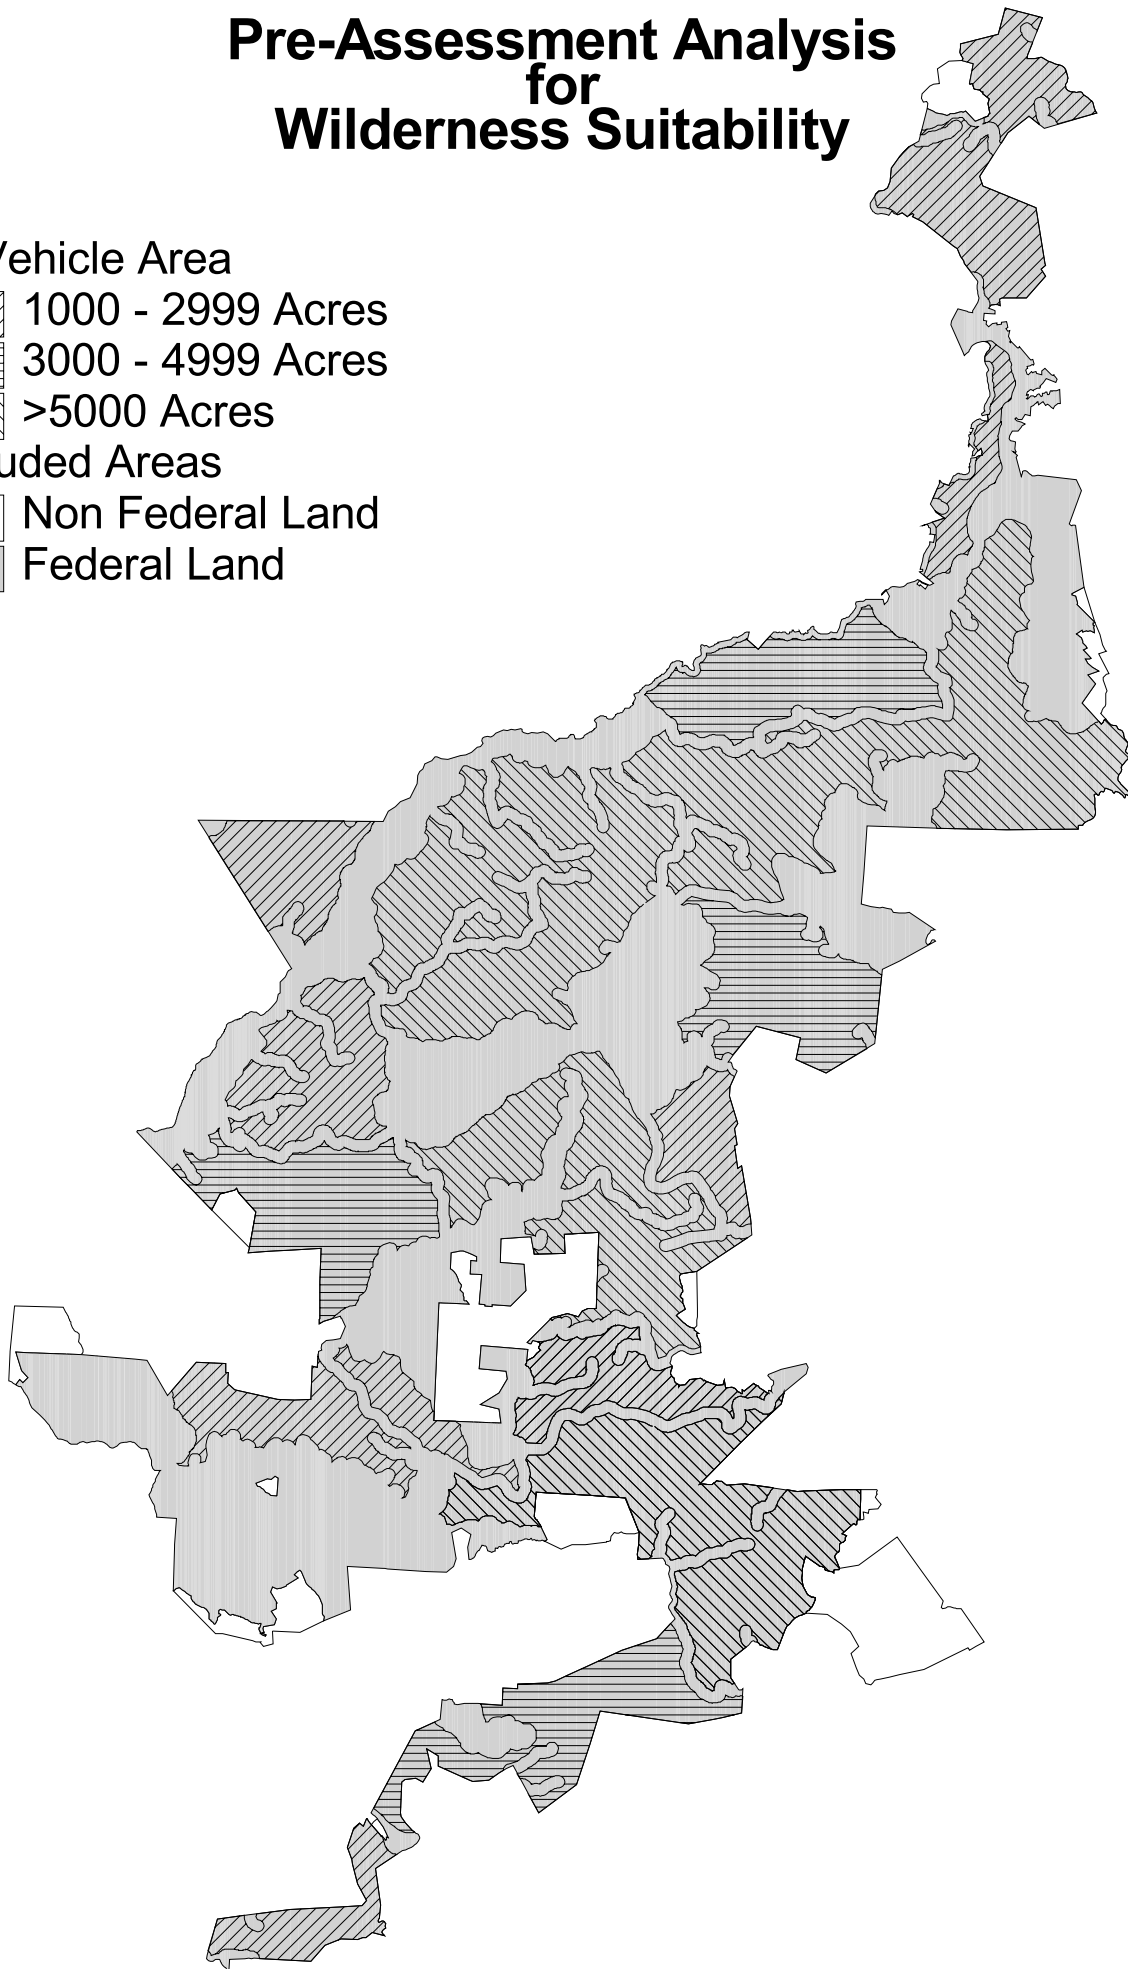 Pre-Assessment Analysis
for
Wilderness Suitability
Vehicle Area
1000 - 2999 Acres
3000 - 4999 Acres
>5000 Acres
uded Areas
Non Federal Land
Federal Land